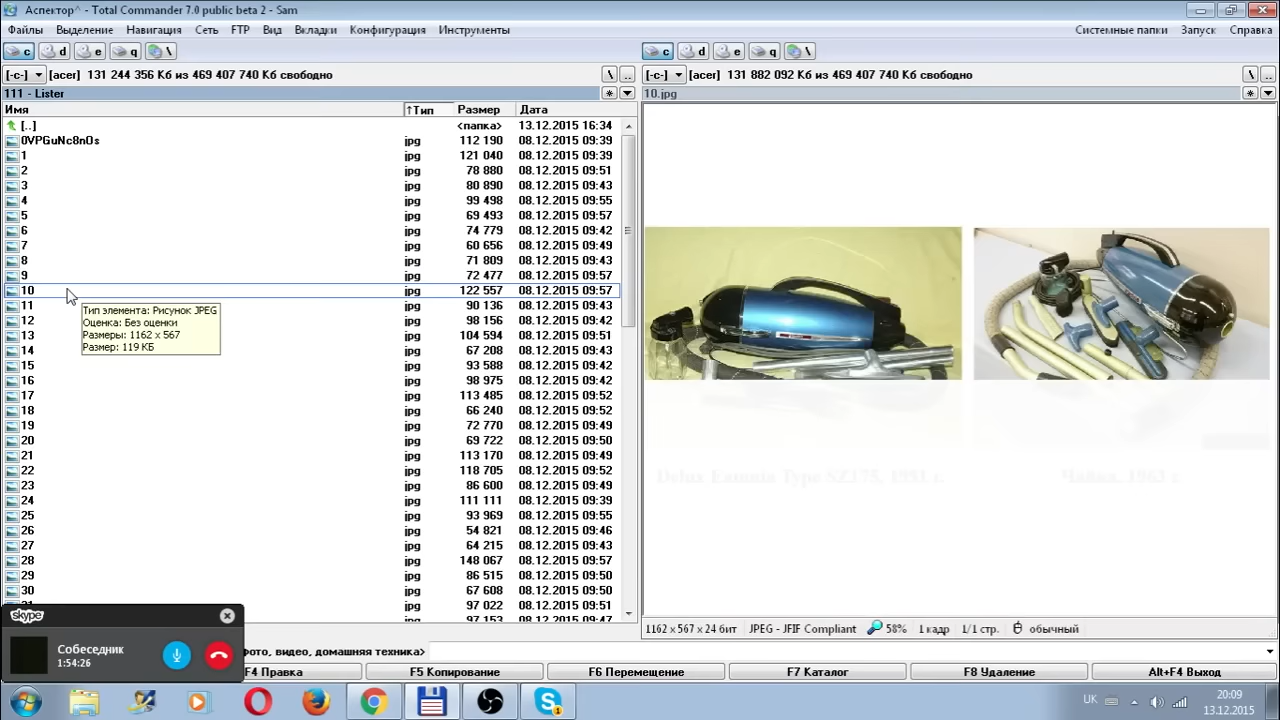 Аспектор^ - Total Commander 7.0 public beta 2 - Sam
Файлы Выделение Навигация Сеть FTP Вид Вкладки Конфигурация Инструменты Системные папки Запуск Справка
c d e q \ c d e q \
[-c-] [acer] 131 244 356 Кб из 469 407 740 Кб свободно \ .. [-c-] [acer] 131 882 092 Кб из 469 407 740 Кб свободно \ ..
111 - Lister * 10.jpg *
Имя ↑Тип Размер Дата
[..] <папка> 13.12.2015 16:34
0VPGuNc8nOs jpg 112 190 08.12.2015 09:39
1 jpg 121 040 08.12.2015 09:39
2 jpg 78 880 08.12.2015 09:51
3 jpg 80 890 08.12.2015 09:43
4 jpg 99 498 08.12.2015 09:55
5 jpg 69 493 08.12.2015 09:57
6 jpg 74 779 08.12.2015 09:42
7 jpg 60 656 08.12.2015 09:49
8 jpg 71 809 08.12.2015 09:43
9 jpg 72 477 08.12.2015 09:57
10 jpg 122 557 08.12.2015 09:57
11 jpg 90 136 08.12.2015 09:43
12 jpg 98 156 08.12.2015 09:42
13 jpg 104 594 08.12.2015 09:51
14 jpg 67 208 08.12.2015 09:43
15 jpg 93 588 08.12.2015 09:42
16 jpg 98 975 08.12.2015 09:42
17 jpg 113 485 08.12.2015 09:52
18 jpg 66 240 08.12.2015 09:52
19 jpg 72 770 08.12.2015 09:49
20 jpg 69 722 08.12.2015 09:50
21 jpg 113 170 08.12.2015 09:49
22 jpg 118 705 08.12.2015 09:52
23 jpg 86 600 08.12.2015 09:49
24 jpg 111 111 08.12.2015 09:39
25 jpg 93 969 08.12.2015 09:55
26 jpg 54 821 08.12.2015 09:46
27 jpg 64 215 08.12.2015 09:43
28 jpg 148 067 08.12.2015 09:57
29 jpg 86 515 08.12.2015 09:50
30 jpg 67 608 08.12.2015 09:50
jpg 97 022 08.12.2015 09:51
jpg 97 153 08.12.2015 09:47
Тип элемента: Рисунок JPEG
Оценка: Без оценки
Размеры: 1162 x 567
Размер: 119 КБ
1991 г. Чайка. 1963 г.
1162 x 567 x 24 бит JPEG - JFIF Compliant 58% 1 кадр 1/1 стр. обычный
skype
Собеседник
1:54:26
фото, видео, домашняя техника>
F4 Правка F5 Копирование F6 Перемещение F7 Каталог F8 Удаление Alt+F4 Выход
UK 20:09
13.12.2015